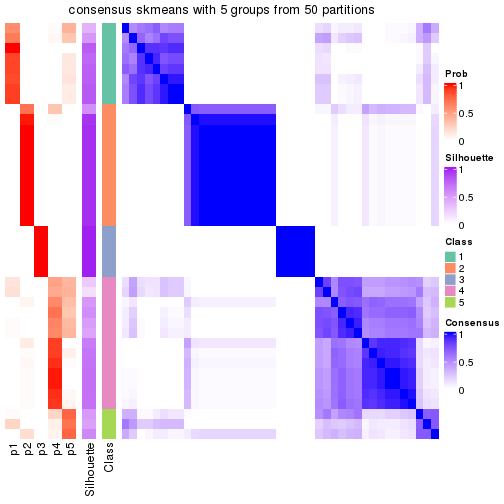 consensus skmeans with 5 groups from 50 partitions
p1
p2
p3
p4
p5
Silhouette
Class
Prob
1
0.5
0
Silhouette
1
0.5
0
Class
1
2
3
4
5
Consensus
1
0.5
0